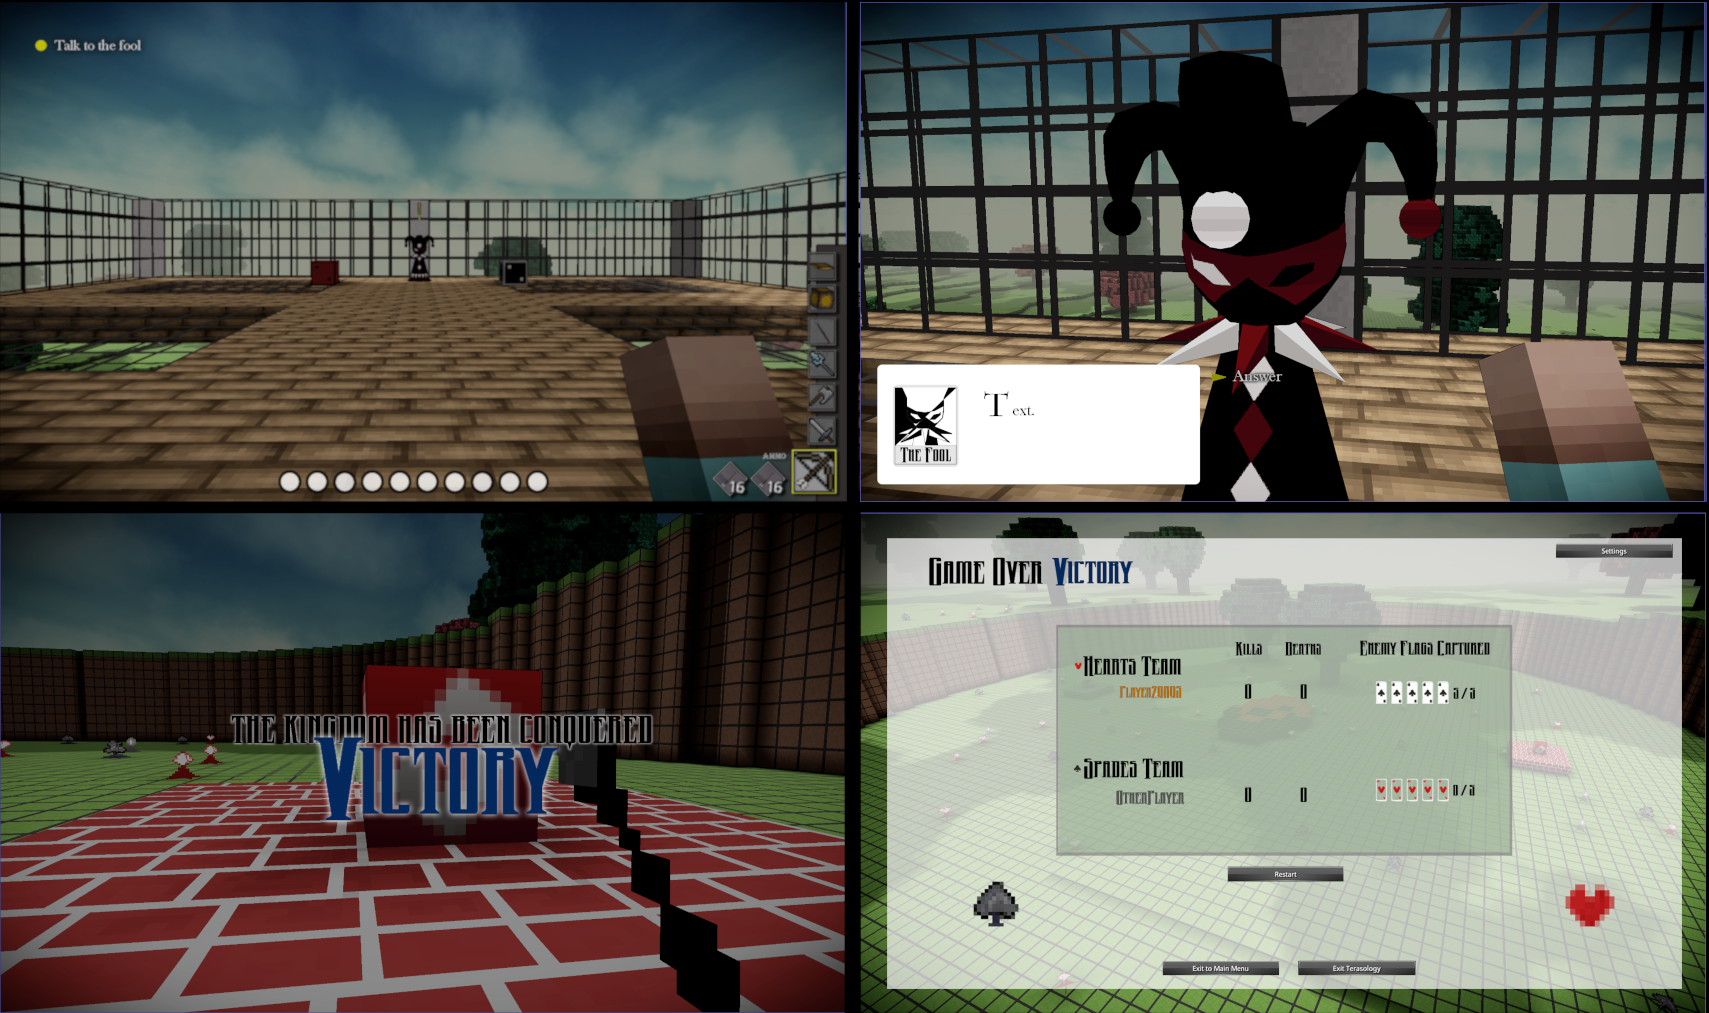 Talk to the fool
AMMO
16
16
Answer
Text.
THE FOOL
THE KINGDOM HAS BEEN CONQUERED
VICTORY
Settings
GAME OVER VICTORY
KILLS DEATHS ENEMY FLAGS CAPTURED
HEARTS TEAM
0 0 5/5
SPADES TEAM
OTHERPLAYER 0 0 0/5
Restart
Exit to Main Menu Exit Terasology